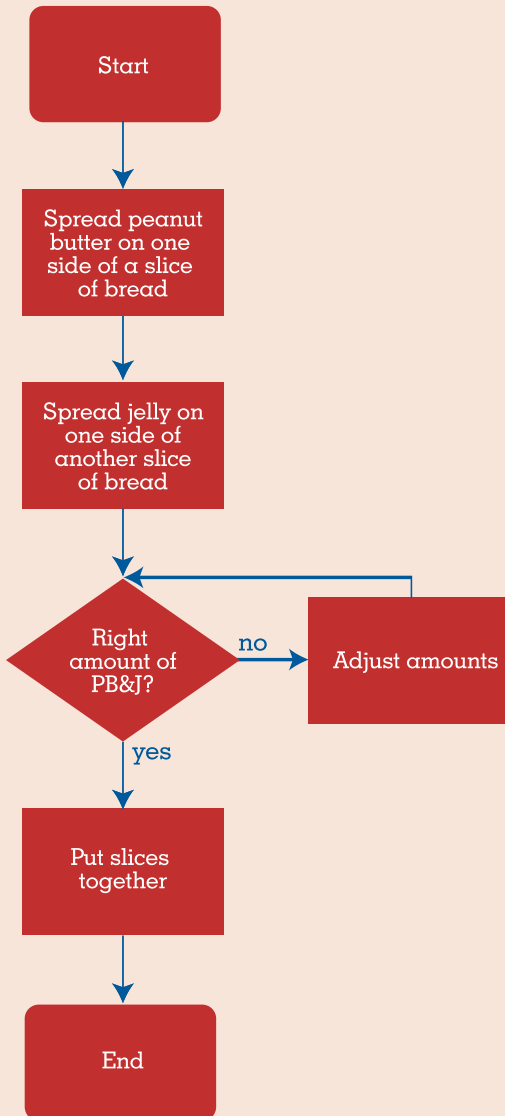 Start
Spread peanut
butter on one
side of a slice
of bread
Spread jelly on
one side of
another slice
of bread
Right
amount of
PB&J?
no
Adjust amounts
yes
Put slices
together
End